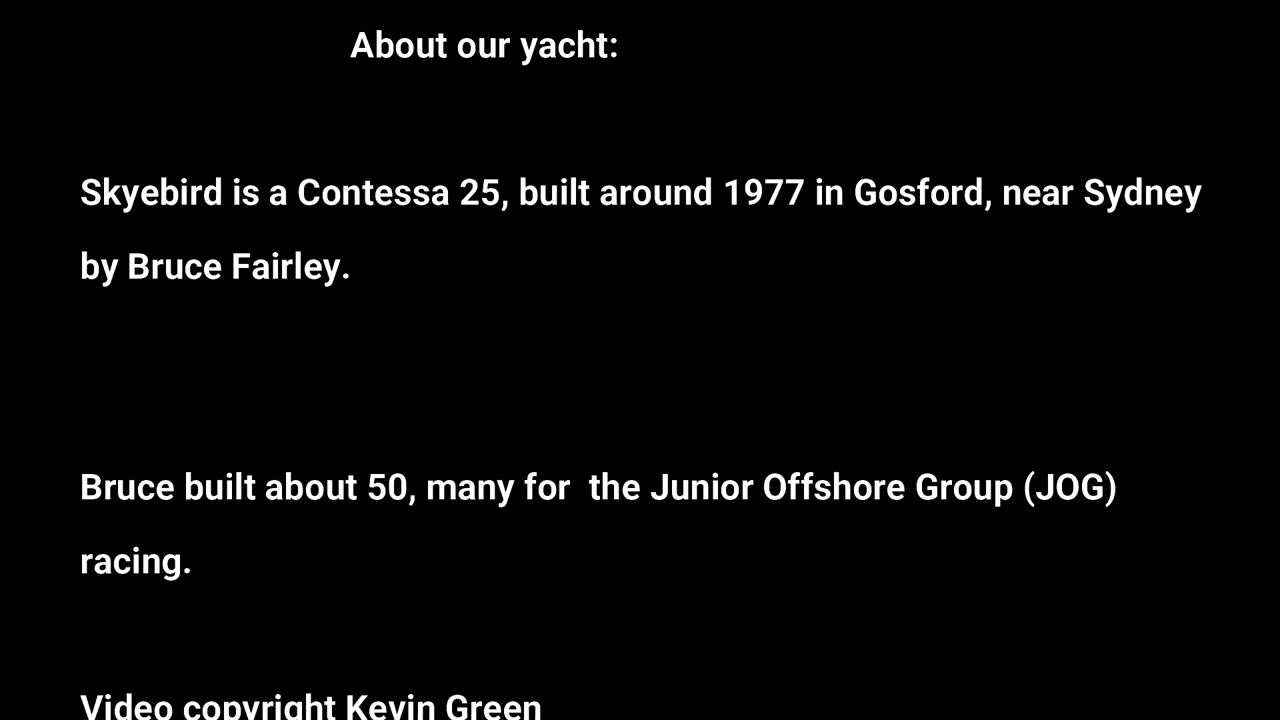 About our yacht:
Skyebird is a Contessa 25, built around 1977 in Gosford, near Sydney
by Bruce Fairley.
Bruce built about 50, many for  the Junior Offshore Group (JOG)
racing.
Video copyright Kevin Green